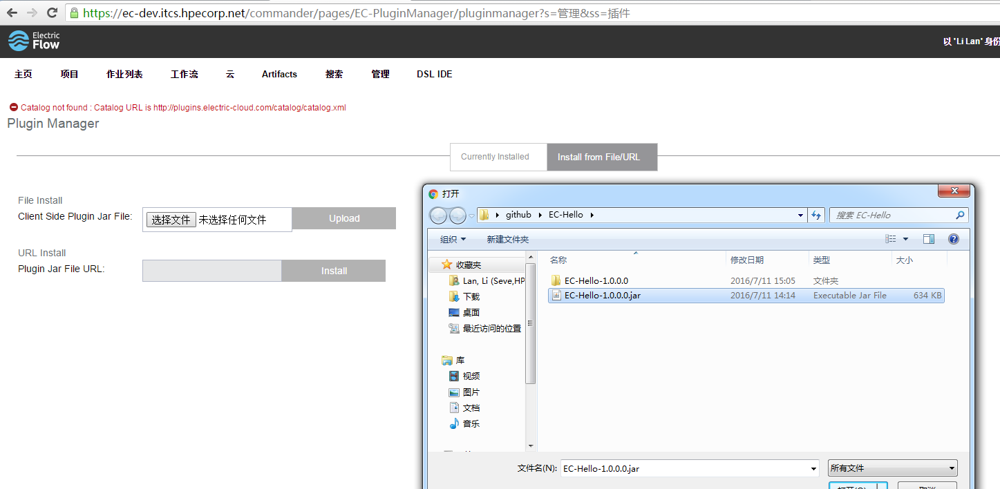 https://ec-dev.itcs.hpecorp.net/commander/pages/EC-PluginManager/pluginmanager?s=管理&ss=插件
Electric
Flow
以 'Li Lan' 身份
主页 项目 作业列表 工作流 云 Artifacts 搜索 管理 DSL IDE
Catalog not found : Catalog URL is http://plugins.electric-cloud.com/catalog/catalog.xml
Plugin Manager
Currently Installed Install from File/URL
File Install
Client Side Plugin Jar File: 选择文件 未选择任何文件 Upload
URL Install
Plugin Jar File URL: Install
打开
github EC-Hello
搜索 EC-Hello
组织 新建文件夹
名称 修改日期 类型 大小
收藏夹
Lan, Li (Seve,HP
下载
桌面
最近访问的位置
库
视频
图片
文档
音乐
EC-Hello-1.0.0.0 2016/7/11 15:05 文件夹
EC-Hello-1.0.0.0.jar 2016/7/11 14:14 Executable Jar File 634 KB
文件名(N): EC-Hello-1.0.0.0.jar 所有文件
打开(O) 取消